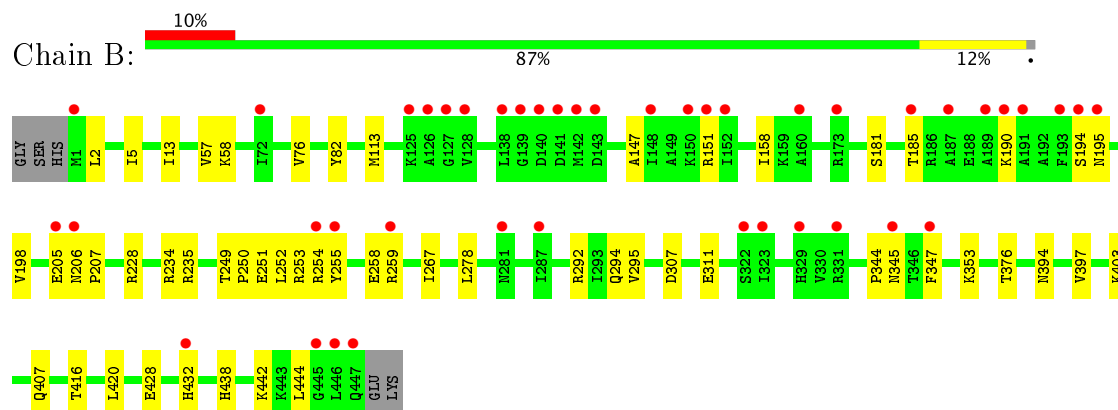 10%
Chain B:
87% 12% •
GLY SER HIS M1 L2 I5 I13 V57 K58 I72 V76 Y82 M113 K125 A126 G127 V128 L138 G139 D140 D141 M142 D143 A147 I148 A149 K150 R151 I152 I158 K159 A160 R173 S181 T185 R186 A187 E188 A189 K190 A191 A192 F193 S194 N195
V198 E205 N206 P207 R228 R234 R235 T249 P250 E251 L252 R253 R254 Y255 E258 R259 I267 L278 N281 I287 R292 I293 Q294 V295 D307 E311 S322 I323 H329 V330 R331 P344 N345 T346 F347 K353 T376 N394 V397 K403
Q407 T416 L420 E428 H432 H438 K442 K443 L444 G445 L446 Q447 GLU LYS